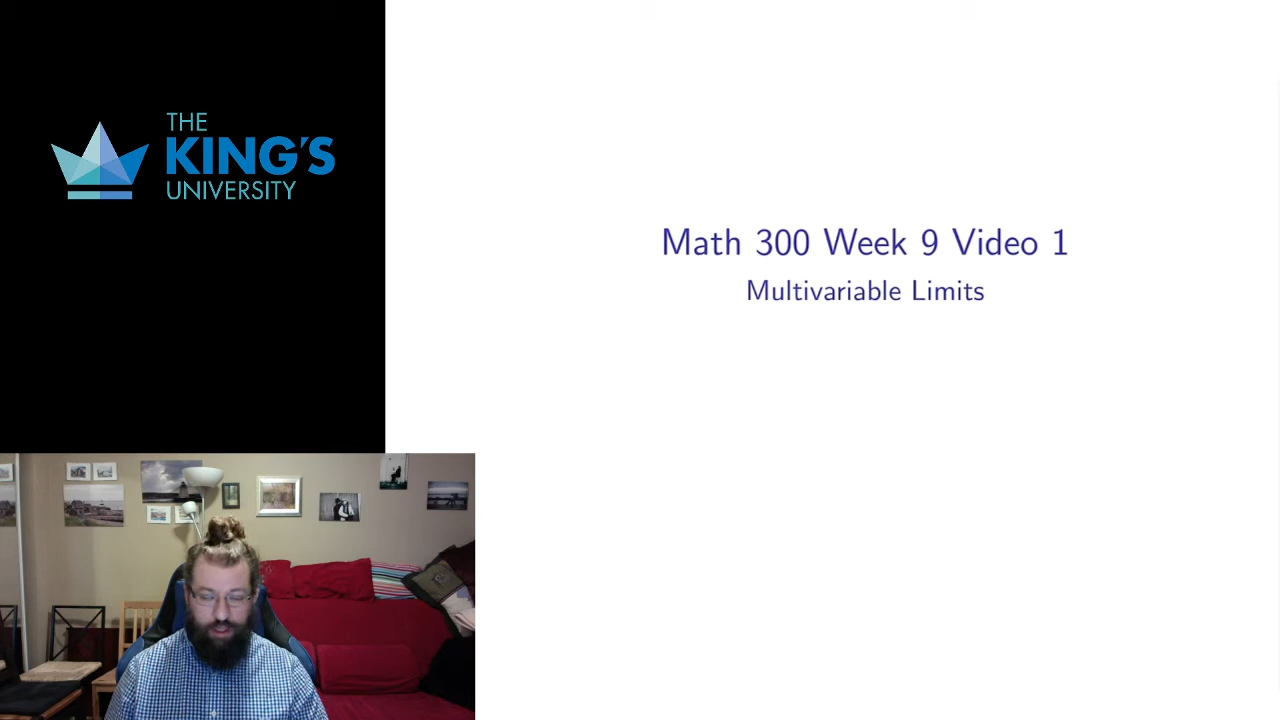 THE
KING'S
UNIVERSITY
Math 300 Week 9 Video 1
Multivariable Limits